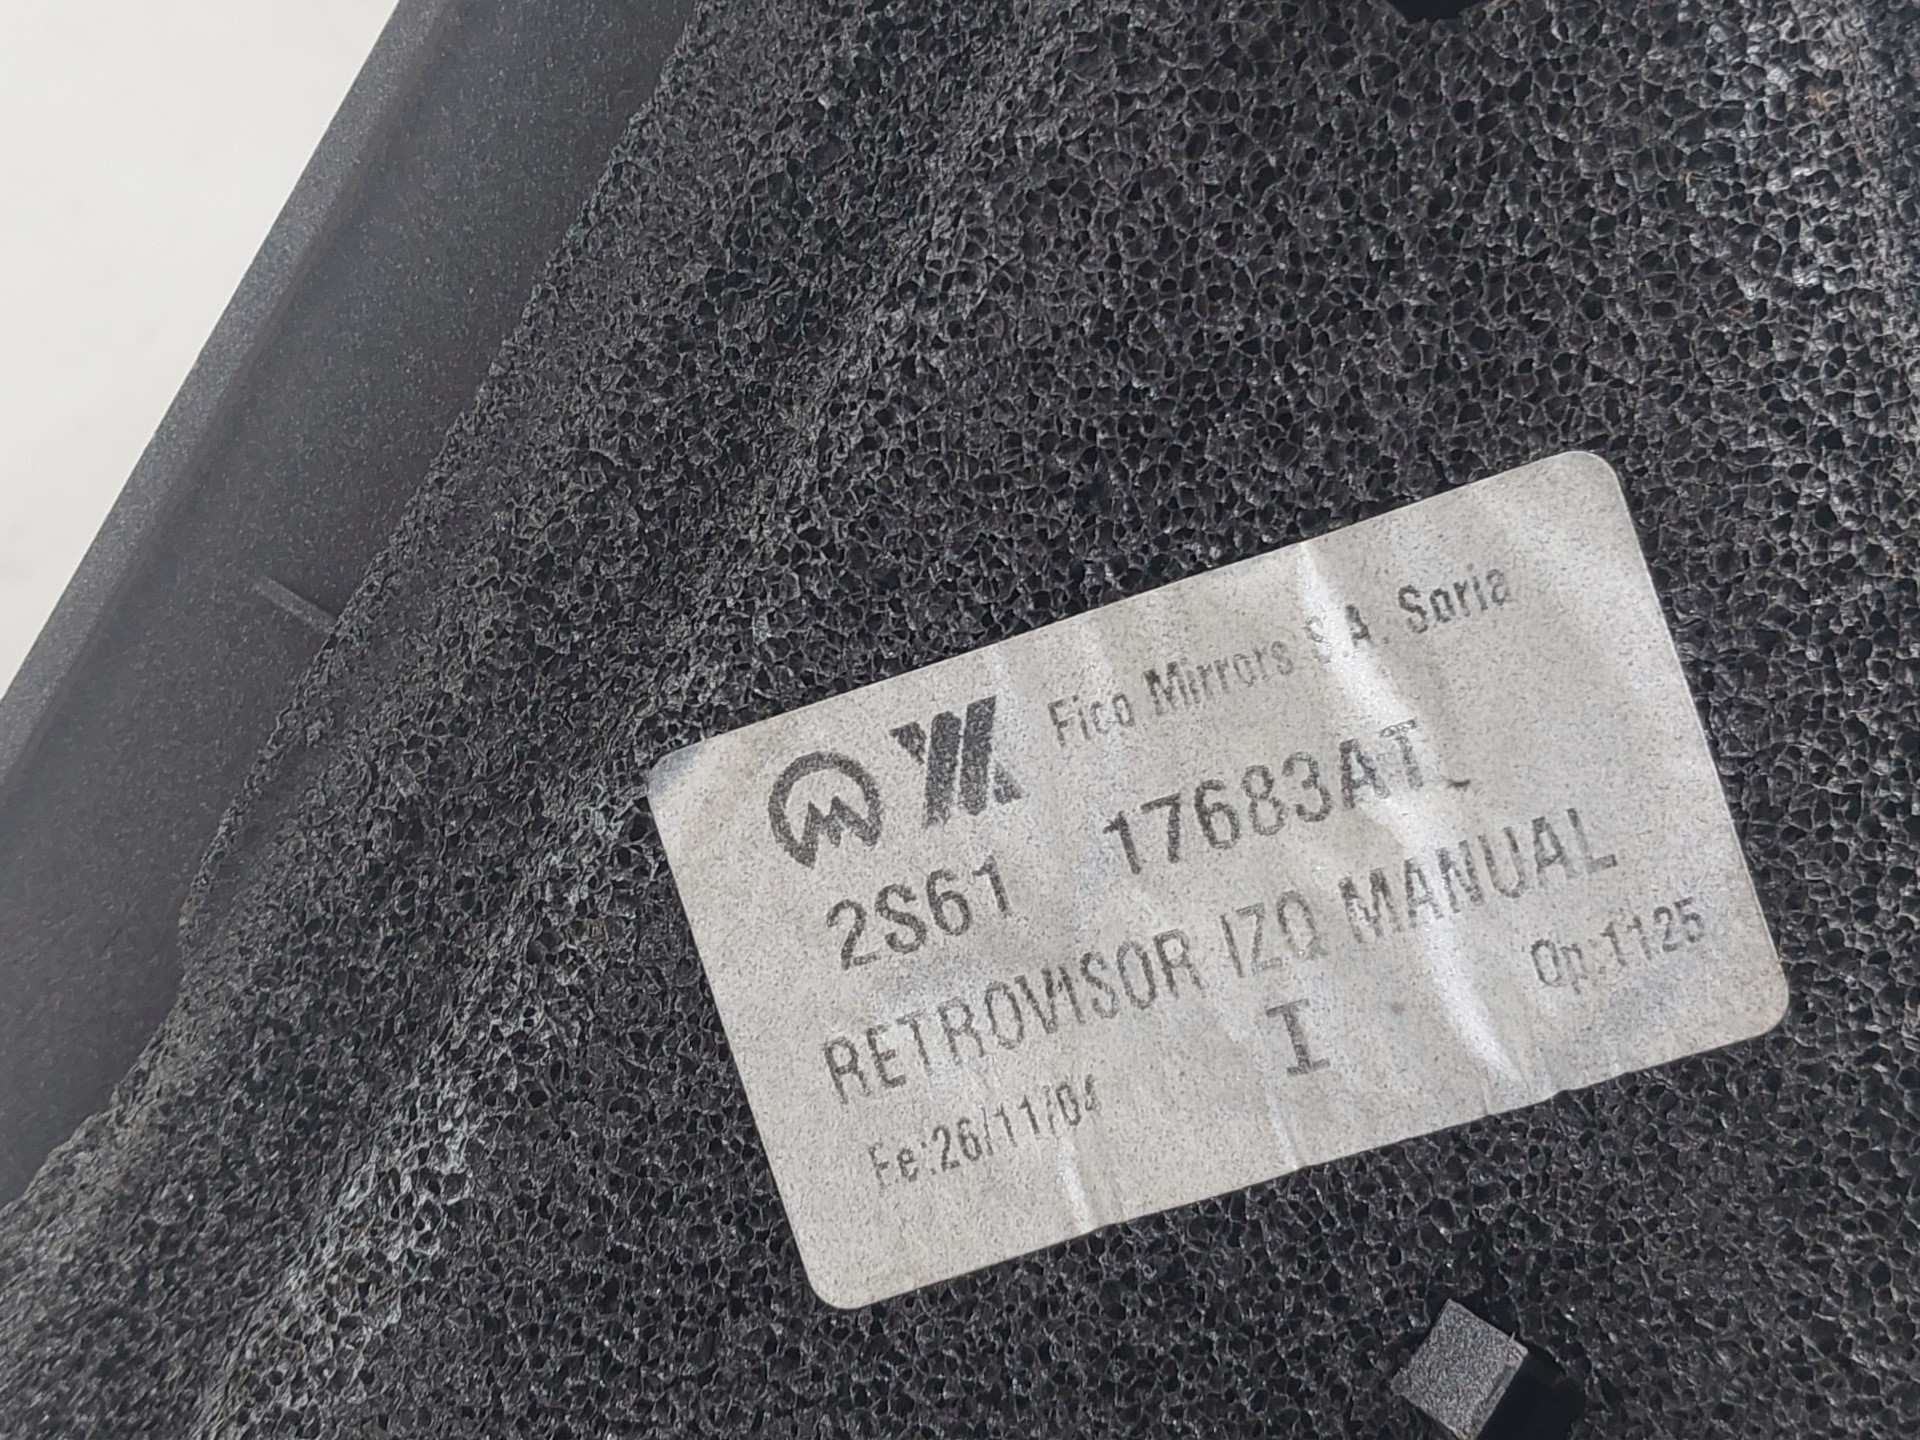 Fico Mirrors S.A. Soria
2S61 17683AT
RETROVISOR IZQ MANUAL
I Op:1125
Fe:26/11/04